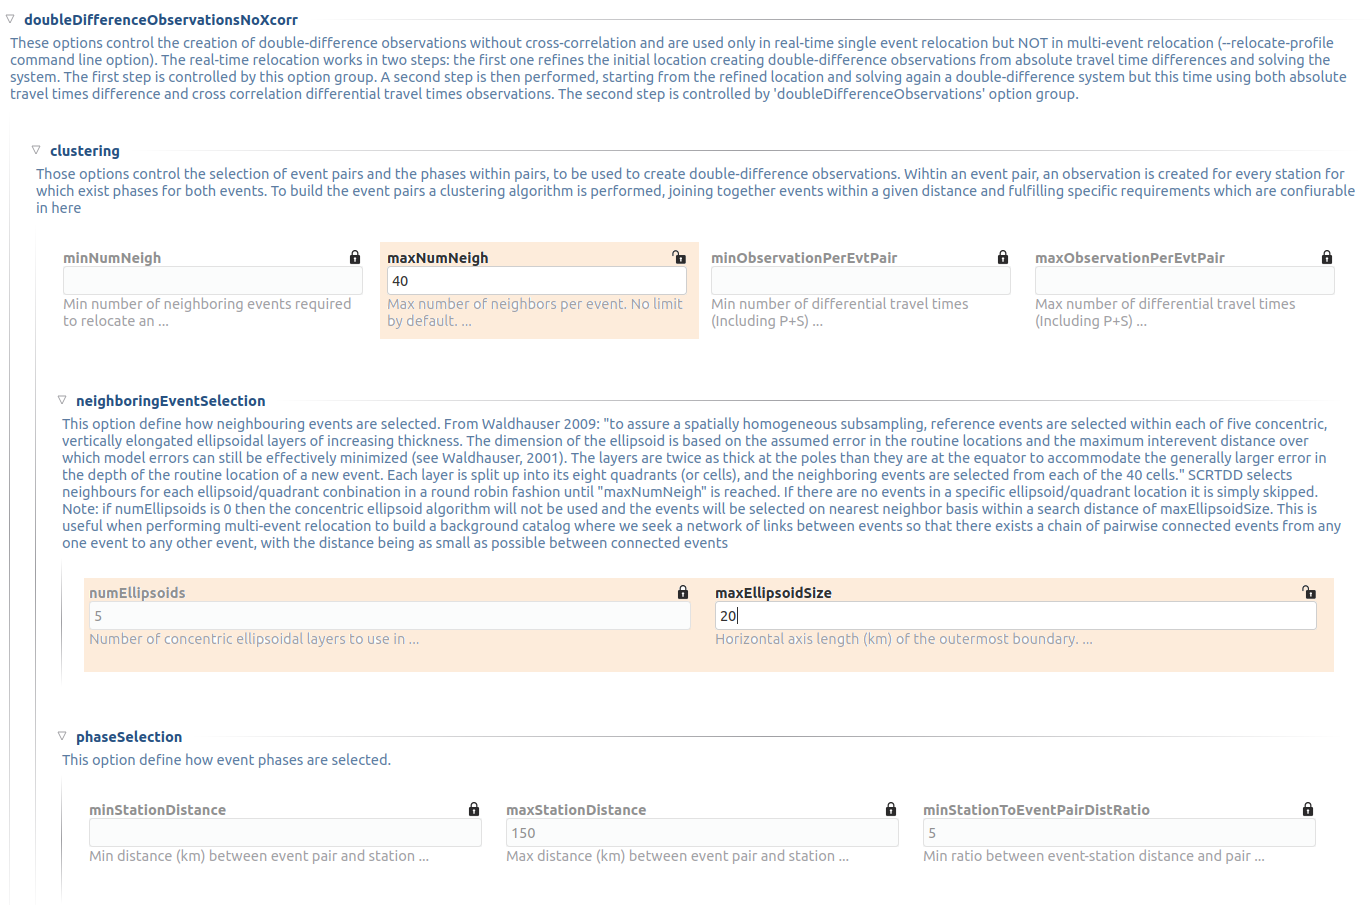 doubleDifferenceObservationsNoXcorr
These options control the creation of double-difference observations without cross-correlation and are used only in real-time single event relocation but NOT in multi-event relocation (--relocate-profile
command line option). The real-time relocation works in two steps: the first one refines the initial location creating double-difference observations from absolute travel time differences and solving the
system. The first step is controlled by this option group. A second step is then performed, starting from the refined location and solving again a double-difference system but this time using both absolute
travel times difference and cross correlation differential travel times observations. The second step is controlled by 'doubleDifferenceObservations' option group.
clustering
Those options control the selection of event pairs and the phases within pairs, to be used to create double-difference observations. Wihtin an event pair, an observation is created for every station for
which exist phases for both events. To build the event pairs a clustering algorithm is performed, joining together events within a given distance and fulfilling specific requirements which are confiurable
in here
minNumNeigh
Min number of neighboring events required
to relocate an ...
maxNumNeigh
40
Max number of neighbors per event. No limit
by default. ...
minObservationPerEvtPair
Min number of differential travel times
(Including P+S) ...
maxObservationPerEvtPair
Max number of differential travel times
(Including P+S) ...
neighboringEventSelection
This option define how neighbouring events are selected. From Waldhauser 2009: "to assure a spatially homogeneous subsampling, reference events are selected within each of five concentric,
vertically elongated ellipsoidal layers of increasing thickness. The dimension of the ellipsoid is based on the assumed error in the routine locations and the maximum interevent distance over
which model errors can still be effectively minimized (see Waldhauser, 2001). The layers are twice as thick at the poles than they are at the equator to accommodate the generally larger error in
the depth of the routine location of a new event. Each layer is split up into its eight quadrants (or cells), and the neighboring events are selected from each of the 40 cells." SCRTDD selects
neighbours for each ellipsoid/quadrant conbination in a round robin fashion until "maxNumNeigh" is reached. If there are no events in a specific ellipsoid/quadrant location it is simply skipped.
Note: if numEllipsoids is 0 then the concentric ellipsoid algorithm will not be used and the events will be selected on nearest neighbor basis within a search distance of maxEllipsoidSize. This is
useful when performing multi-event relocation to build a background catalog where we seek a network of links between events so that there exists a chain of pairwise connected events from any
one event to any other event, with the distance being as small as possible between connected events
numEllipsoids
5
Number of concentric ellipsoidal layers to use in ...
maxEllipsoidSize
20
Horizontal axis length (km) of the outermost boundary. ...
phaseSelection
This option define how event phases are selected.
minStationDistance
Min distance (km) between event pair and station ...
maxStationDistance
150
Max distance (km) between event pair and station ...
minStationToEventPairDistRatio
5
Min ratio between event-station distance and pair ...